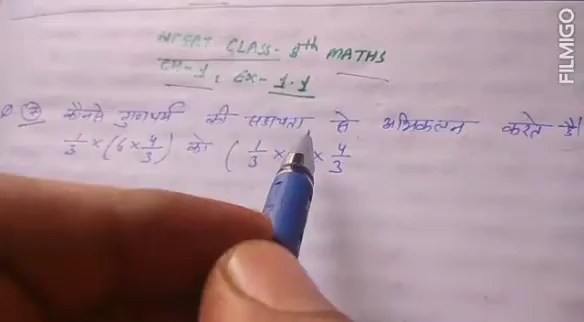 NCERT CLASS-8th MATHS
CH-1, EX-1.1
Q ⑦ कौनसे गुणधर्म की सहायता से अभिकलन करते है।
1/3 × (6 × 4/3) को (1/3 × × 4/3
FILMIGO